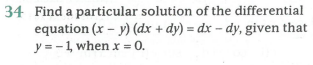 34 Find a particular solution of the differential
equation (x – y) (dx + dy) = dx – dy, given that
y = – 1, when x = 0.